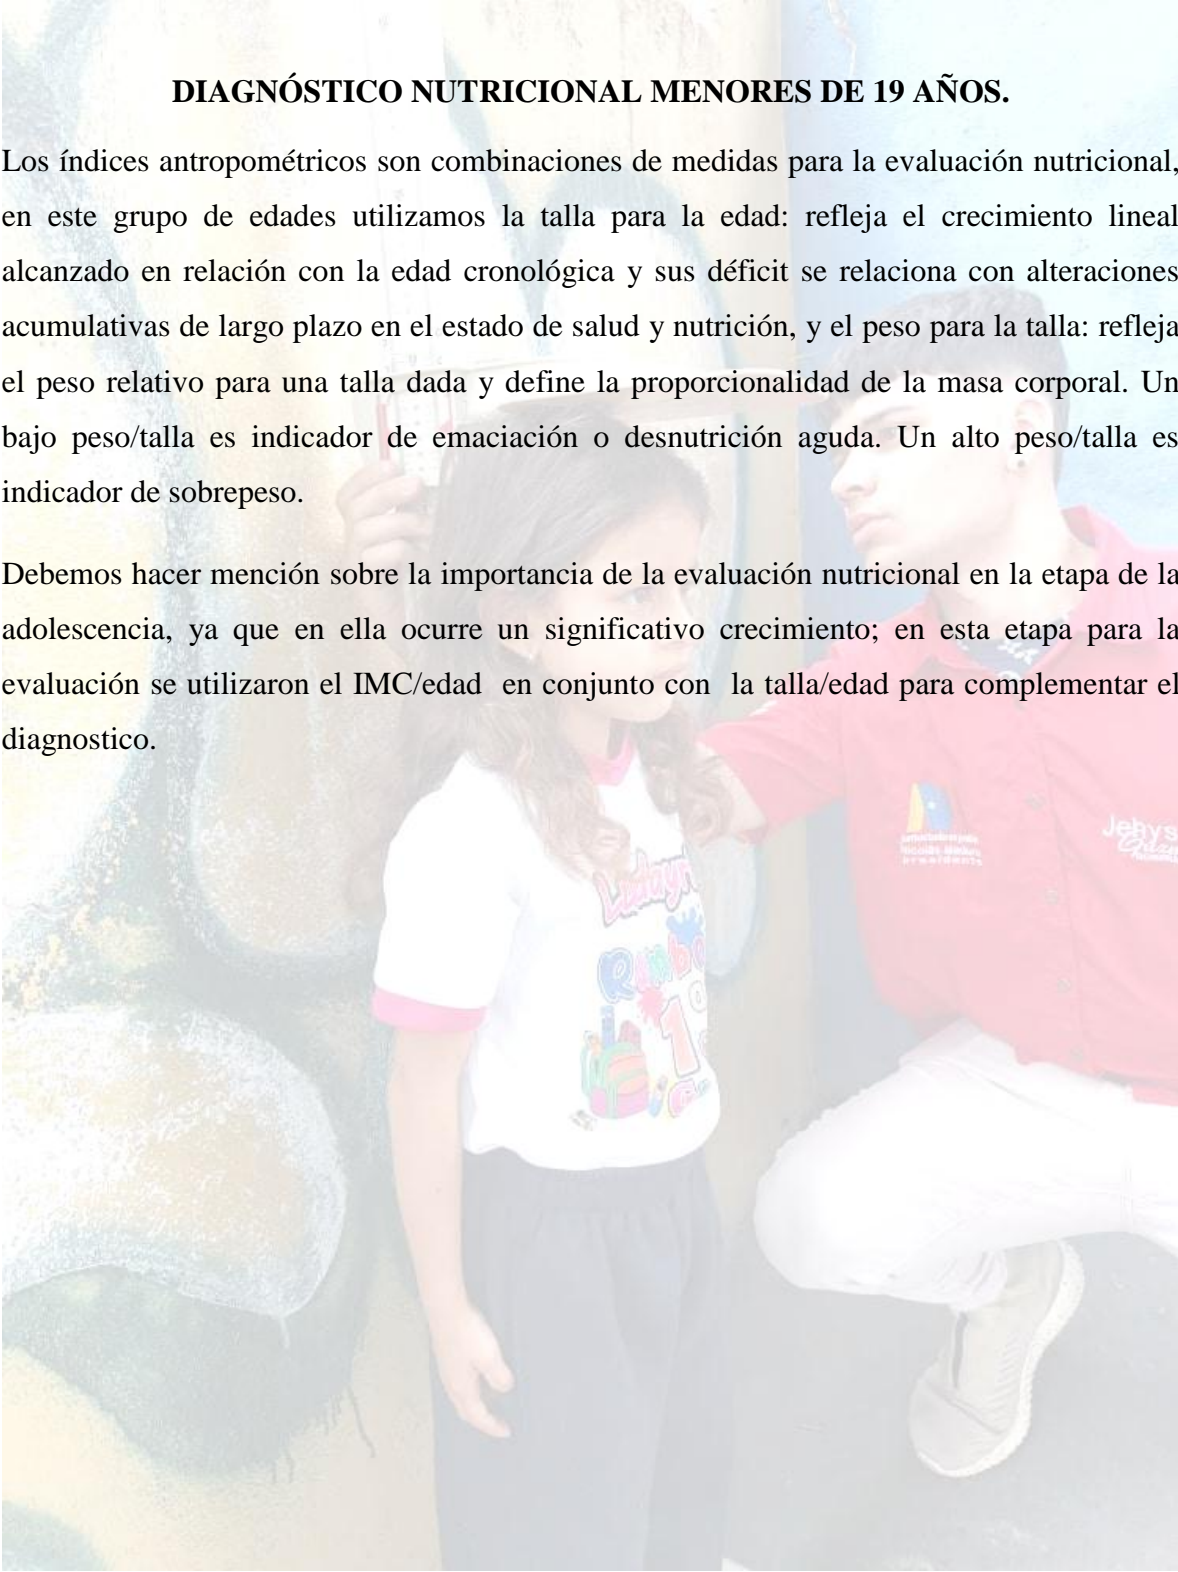 DIAGNÓSTICO NUTRICIONAL MENORES DE 19 AÑOS.
Los índices antropométricos son combinaciones de medidas para la evaluación nutricional,
en este grupo de edades utilizamos la talla para la edad: refleja el crecimiento lineal
alcanzado en relación con la edad cronológica y sus déficit se relaciona con alteraciones
acumulativas de largo plazo en el estado de salud y nutrición, y el peso para la talla: refleja
el peso relativo para una talla dada y define la proporcionalidad de la masa corporal. Un
bajo peso/talla es indicador de emaciación o desnutrición aguda. Un alto peso/talla es
indicador de sobrepeso.
Debemos hacer mención sobre la importancia de la evaluación nutricional en la etapa de la
adolescencia, ya que en ella ocurre un significativo crecimiento; en esta etapa para la
evaluación se utilizaron el IMC/edad en conjunto con la talla/edad para complementar el
diagnostico.
1